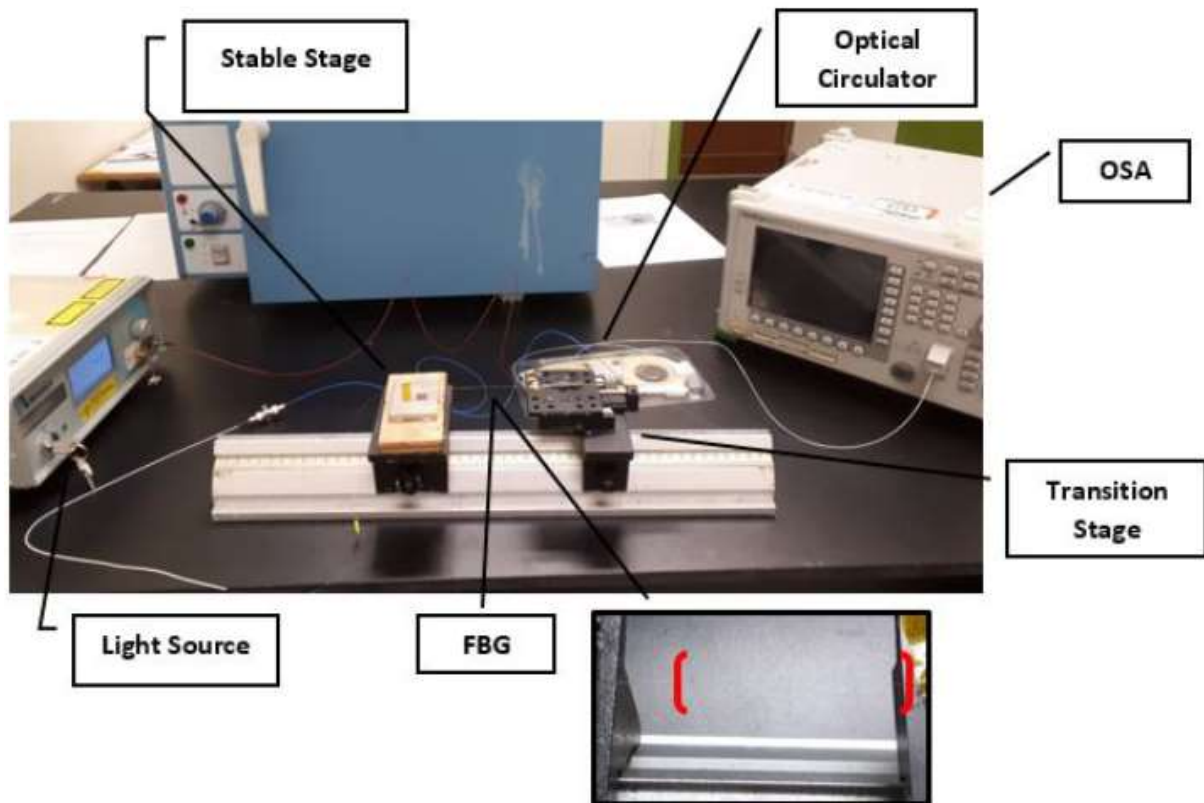 Stable Stage
Optical
Circulator
OSA
Transition
Stage
Light Source
FBG